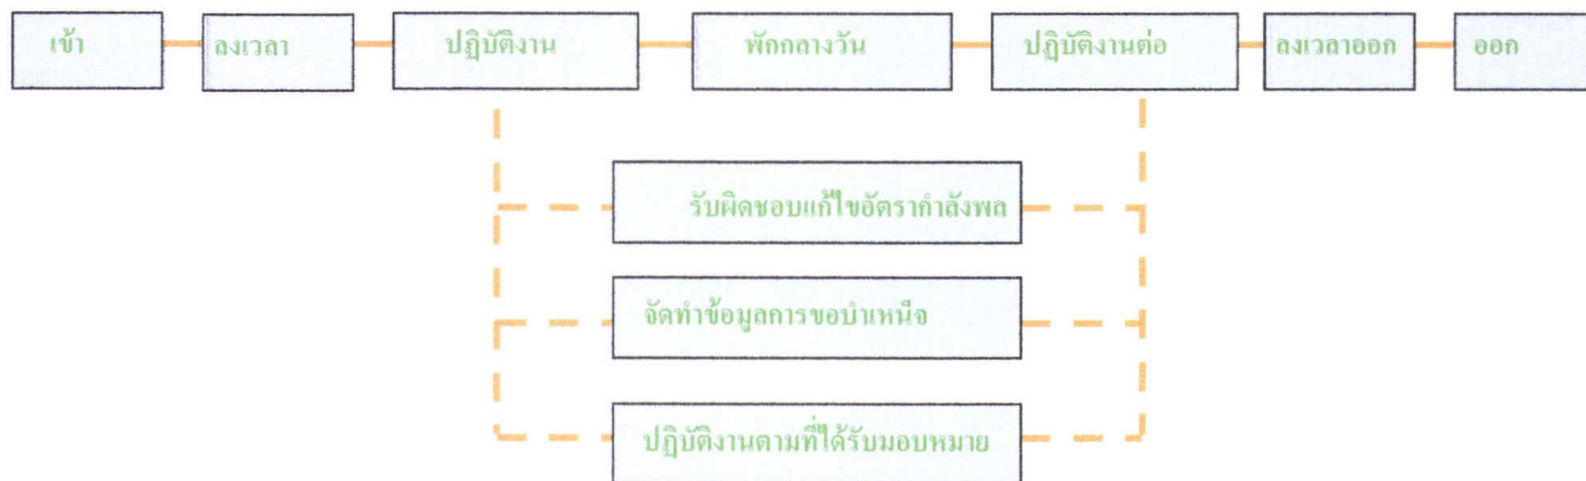 เข้า
ลงเวลา
ปฏิบัติงาน
พักกลางวัน
ปฏิบัติงานต่อ
ลงเวลาออก
ออก
รับผิดชอบแก้ไขอัตรากำลังพล
จัดทำข้อมูลการขอบำเหน็จ
ปฏิบัติงานตามที่ได้รับมอบหมาย